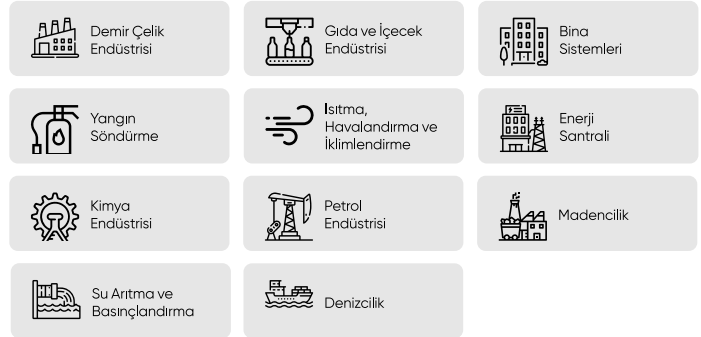 Demir Çelik
Endüstrisi
Gıda ve İçecek
Endüstrisi
Bina
Sistemleri
Yangın
Söndürme
Isıtma,
Havalandırma ve
İklimlendirme
Enerji
Santrali
Kimya
Endüstrisi
Petrol
Endüstrisi
Madencilik
Su Arıtma ve
Basınçlandırma
Denizcilik